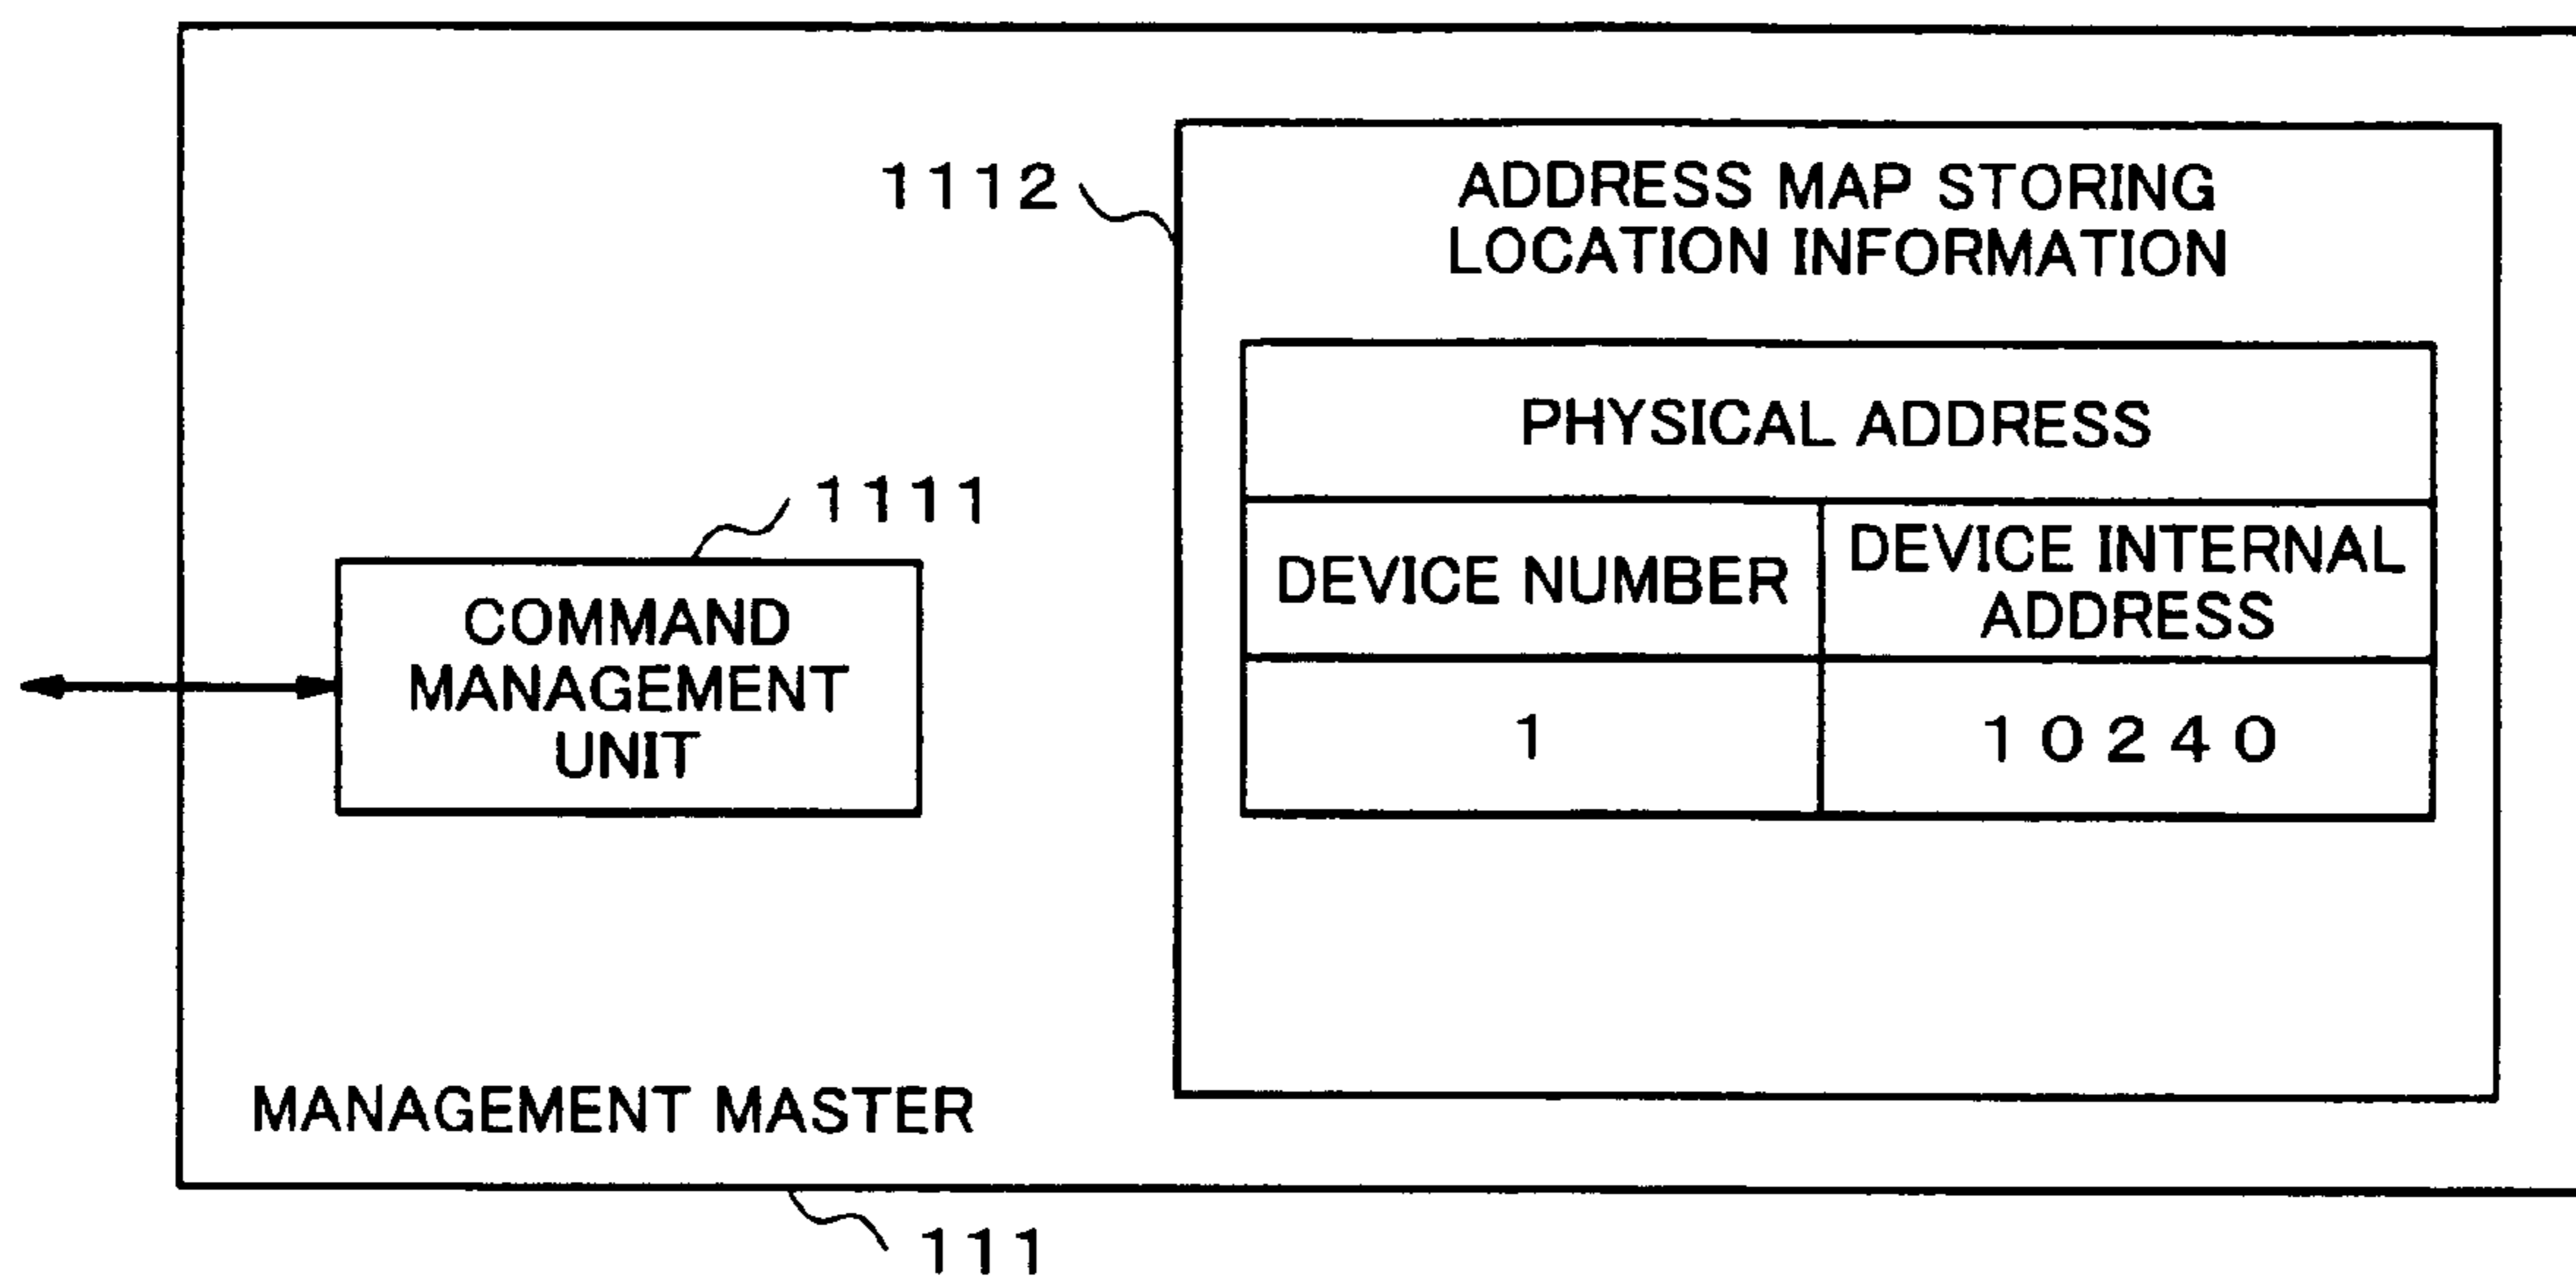 1112
ADDRESS MAP STORING
LOCATION INFORMATION
PHYSICAL ADDRESS
DEVICE NUMBER
DEVICE INTERNAL
ADDRESS
1
10240
1111
COMMAND
MANAGEMENT
UNIT
MANAGEMENT MASTER
111